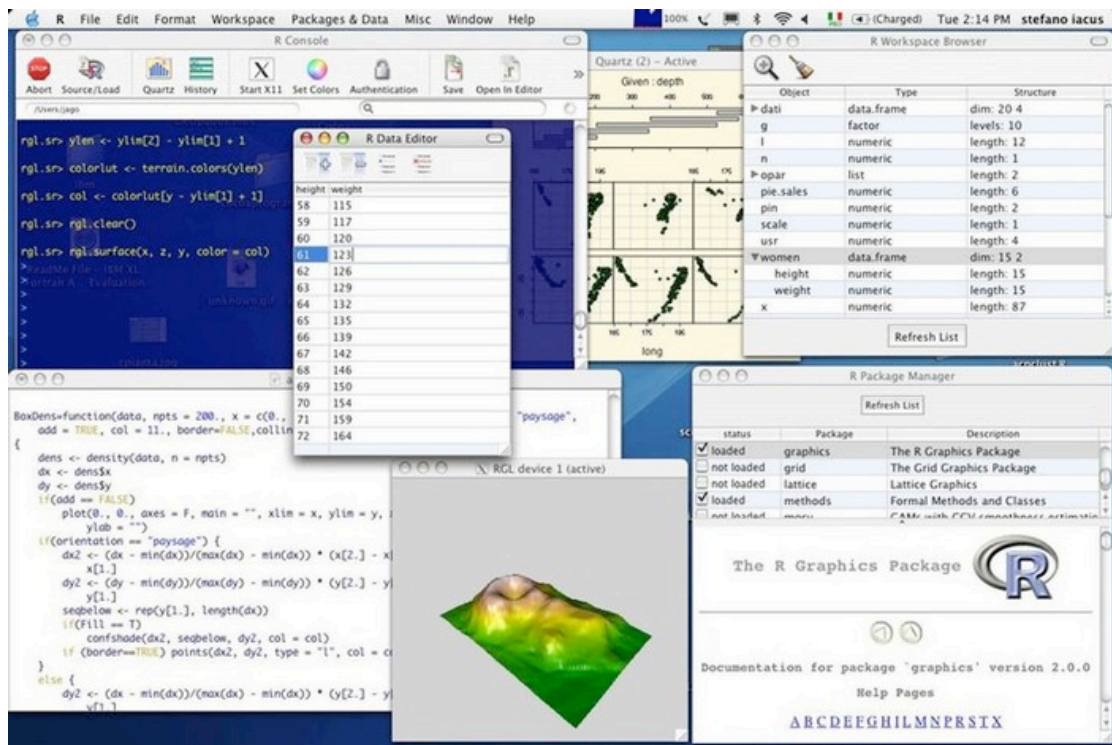 R File Edit Format Workspace Packages & Data Misc Window Help
100% (Charged) Tue 2:14 PM stefano iacus
R Console
Abort Source/Load Quartz History Start X11 Set Colors Authentication Save Open In Editor
/Users/jago
rgl.sr> ylen <- ylim[2] - ylim[1] + 1
rgl.sr> colorlut <- terrain.colors(ylen)
rgl.sr> col <- colorlut[y - ylim[1] + 1]
rgl.sr> rgl.clear()
rgl.sr> rgl.surface(x, z, y, color = col)
>
>
>
>
>
>
>
>
unknown.gif
R Data Editor
height weight
58 115
59 117
60 120
61 123
62 126
63 129
64 132
65 135
66 139
67 142
68 146
69 150
70 154
71 159
72 164
Quartz (2) - Active
Given : depth
200 300 400 500
long
R Workspace Browser
Object Type Structure
dati data.frame dim: 20 4
g factor levels: 10
l numeric length: 12
n numeric length: 1
opar list length: 2
pie.sales numeric length: 6
pin numeric length: 2
scale numeric length: 1
usr numeric length: 4
women data.frame dim: 15 2
height numeric length: 15
weight numeric length: 15
x numeric length: 87
Refresh List
BoxDens=function(data, npts = 200., x = c(0., "paysage",
add = TRUE, col = 11., border=FALSE,collin
{
dens <- density(data, n = npts)
dx <- dens$x
dy <- dens$y
if(add == FALSE)
plot(0., 0., axes = F, main = "", xlim = x, ylim = y,
ylab = "")
if(orientation == "paysage") {
dx2 <- (dx - min(dx))/(max(dx) - min(dx)) * (x[2.] - x
x[1.]
dy2 <- (dy - min(dy))/(max(dy) - min(dy)) * (y[2.] - y
y[1.]
seqbelow <- rep(y[1.], length(dx))
if(Fill == T)
confshade(dx2, seqbelow, dy2, col = col)
if (border==TRUE) points(dx2, dy2, type = "l", col = c
}
else {
dy2 <- (dx - min(dx))/(max(dx) - min(dx)) * (y[2.] - y
y[1.]
X RGL device 1 (active)
R Package Manager
Refresh List
status Package Description
loaded graphics The R Graphics Package
not loaded grid The Grid Graphics Package
not loaded lattice Lattice Graphics
loaded methods Formal Methods and Classes
not loaded mgcv GAMs with GCV smoothness estimatio
The R Graphics Package R
Documentation for package `graphics' version 2.0.0
Help Pages
A B C D E F G H I L M N P R S T X